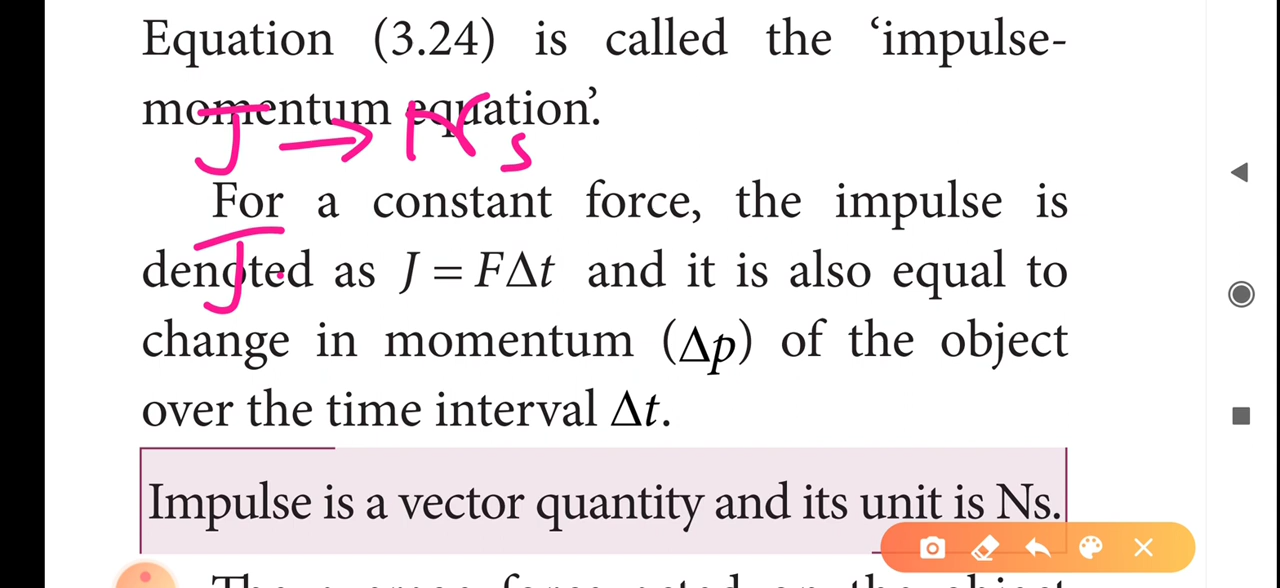 Equation (3.24) is called the ‘impulse-
momentum equation’.
J → Ns
For a constant force, the impulse is
denoted as J = FΔt and it is also equal to
J
change in momentum (Δp) of the object
over the time interval Δt.
Impulse is a vector quantity and its unit is Ns.